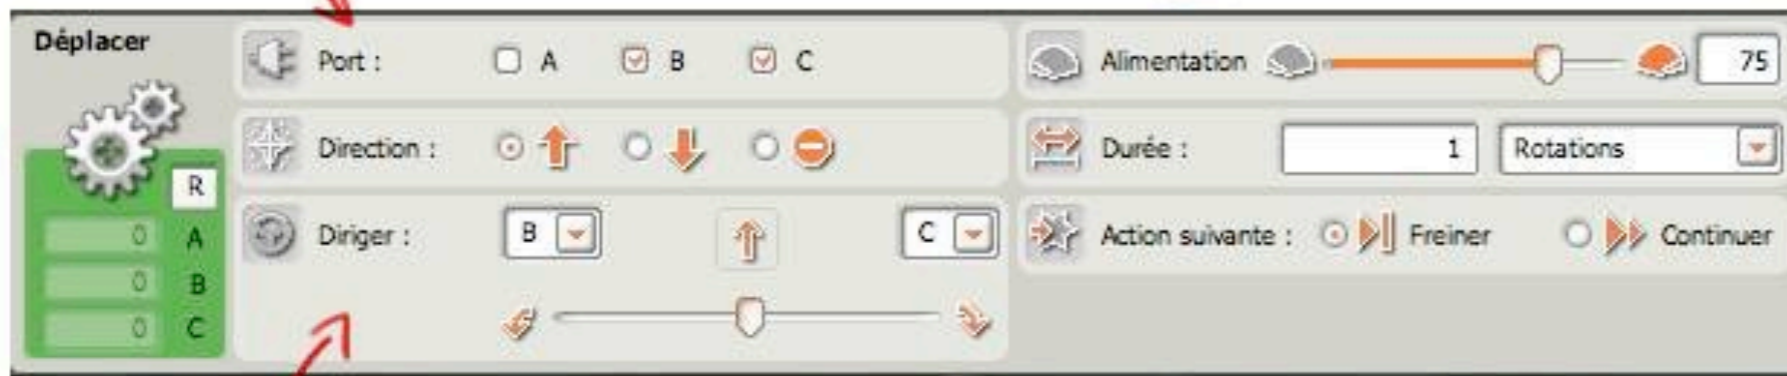 Déplacer
Port :
A
B
C
Alimentation
75
Direction :
Durée :
1
Rotations
R
Diriger :
B
C
Action suivante :
Freiner
Continuer
0 A
0 B
0 C